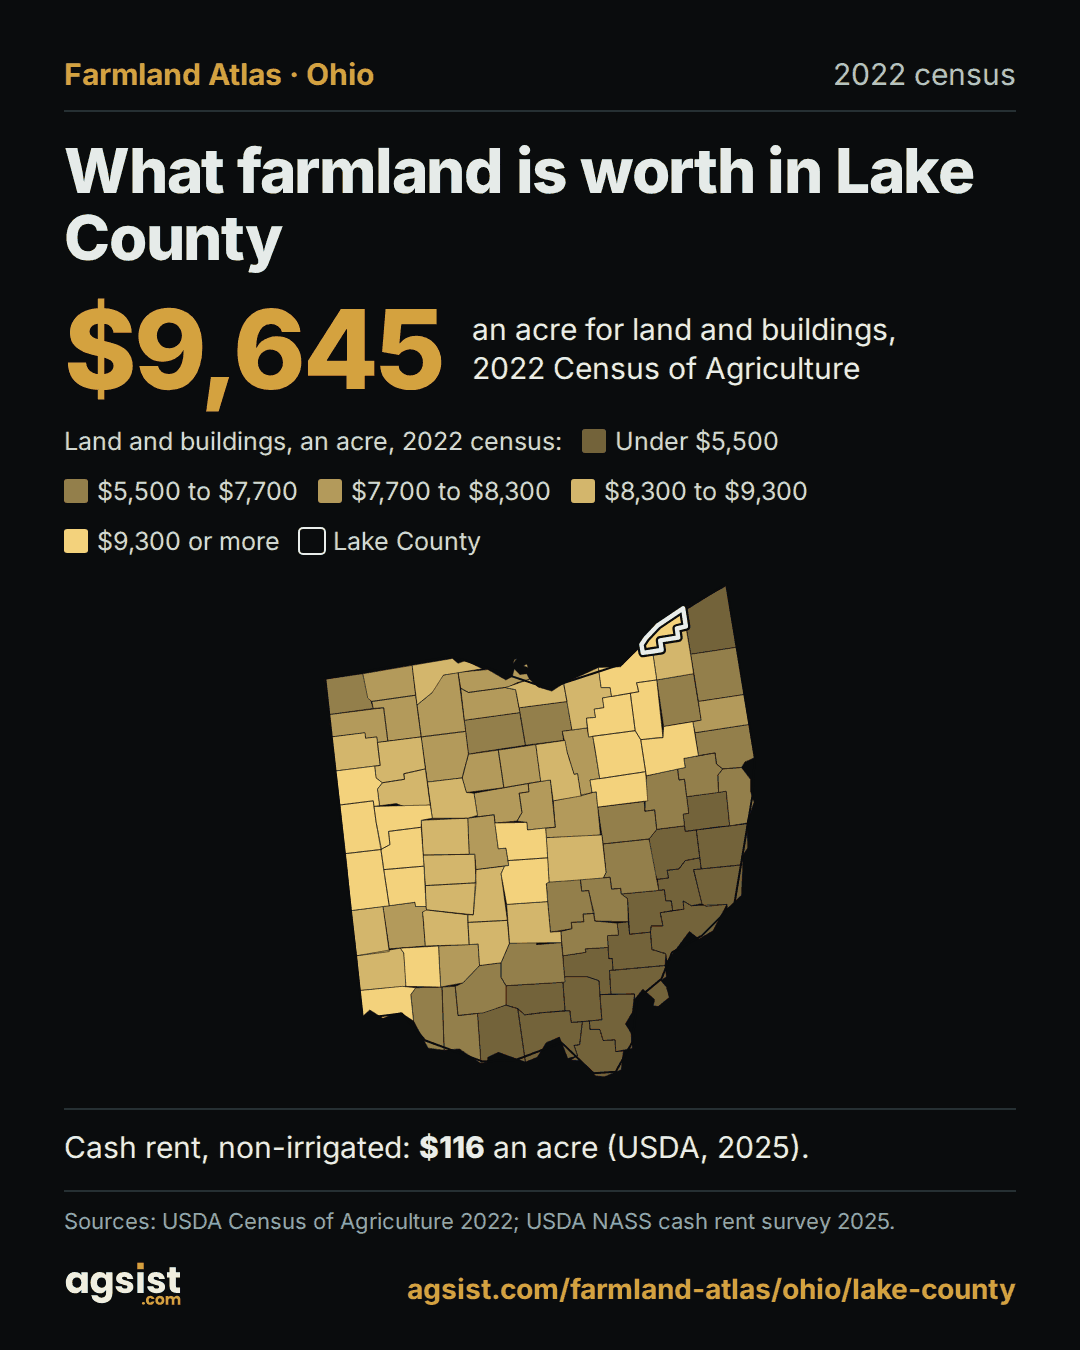 Farmland Atlas · Ohio
2022 census
What farmland is worth in Lake
County
$9,645
an acre for land and buildings,
2022 Census of Agriculture
Land and buildings, an acre, 2022 census: Under $5,500
$5,500 to $7,700 $7,700 to $8,300 $8,300 to $9,300
$9,300 or more Lake County
Cash rent, non-irrigated: $116 an acre (USDA, 2025).
Sources: USDA Census of Agriculture 2022; USDA NASS cash rent survey 2025.
agsist
.com
agsist.com/farmland-atlas/ohio/lake-county